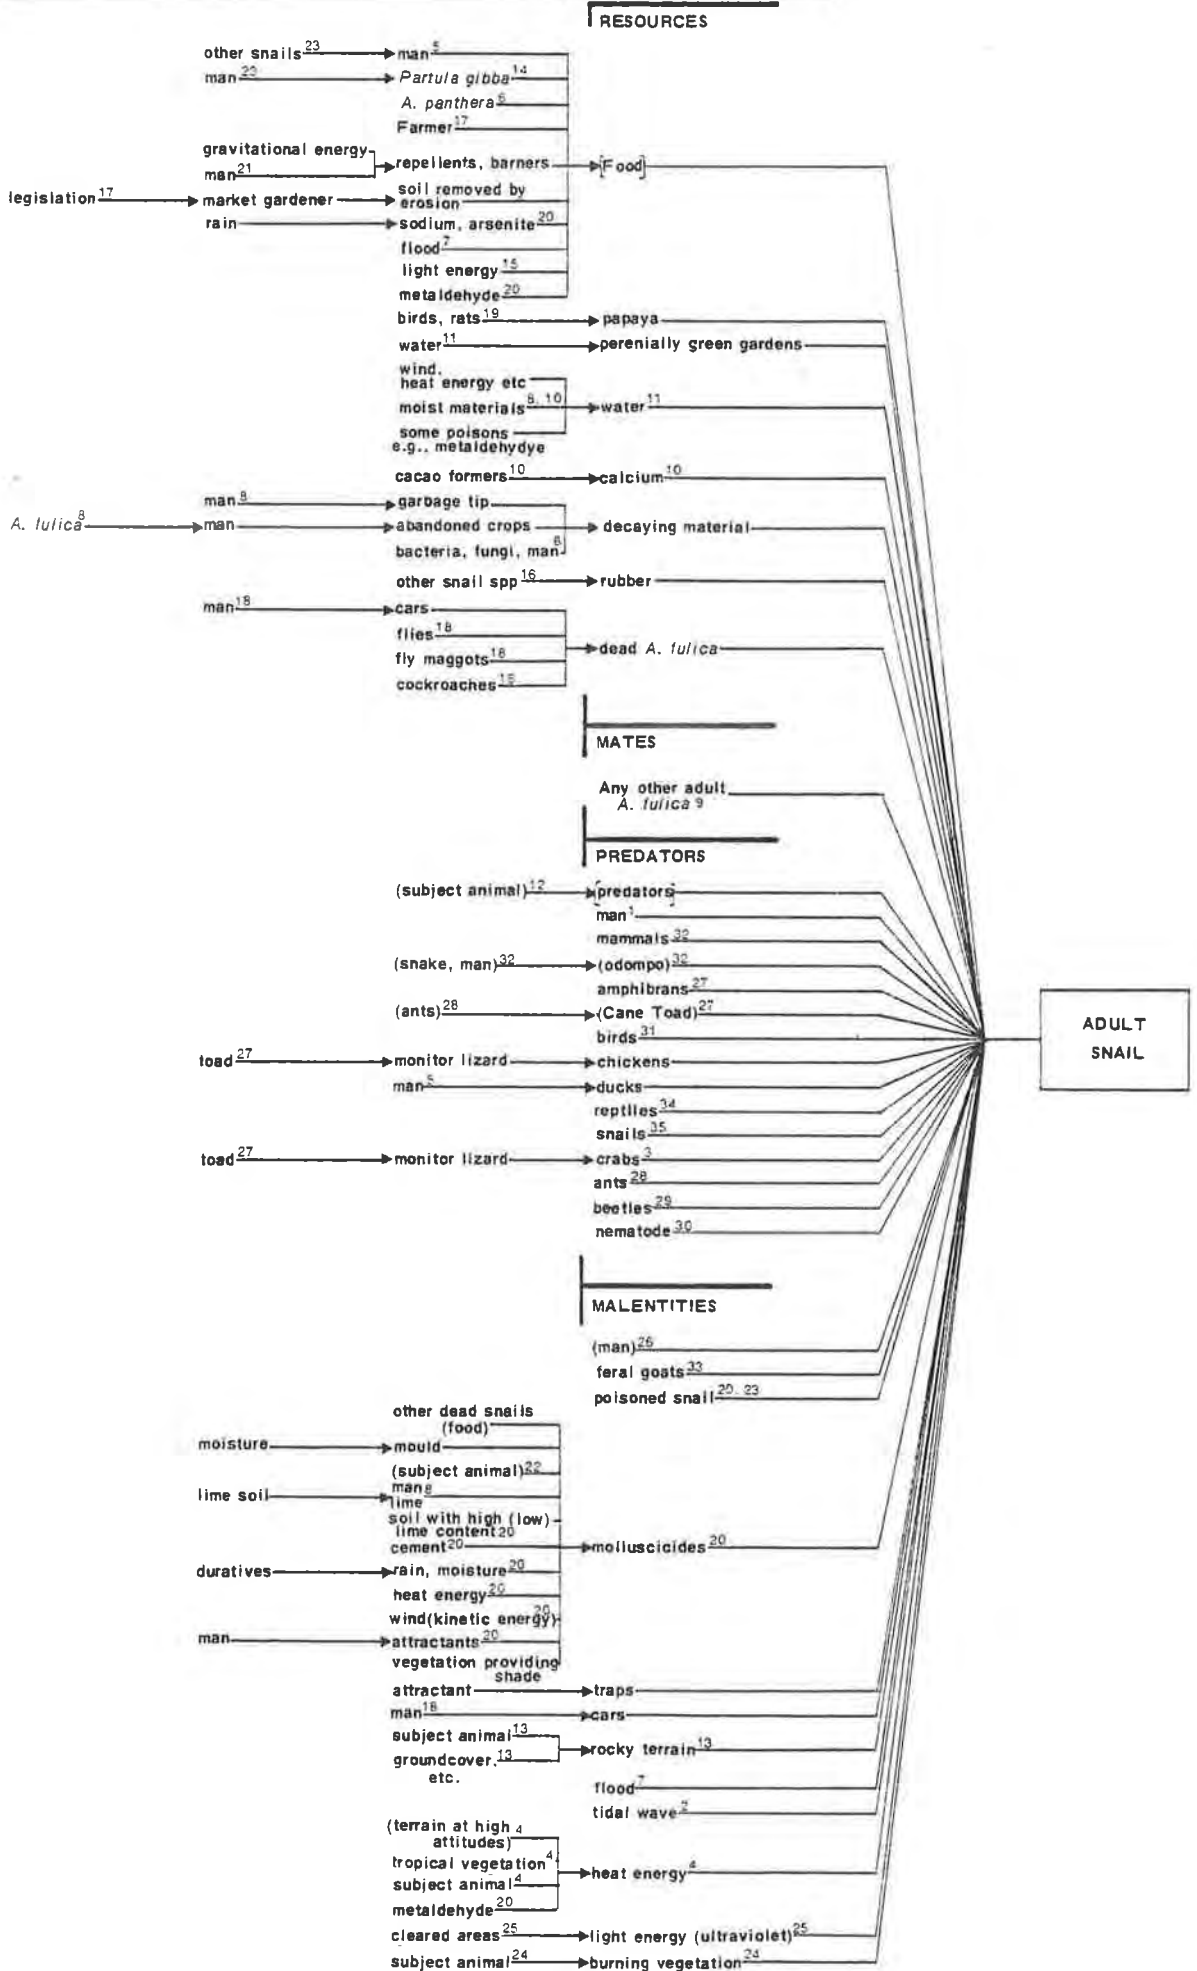 RESOURCES
other snails 23 man 5
man 23 Partula gibba 14
A. panthera 6
Farmer 17
gravitational energy
man 21 repellents, barners [Food]
legislation 17 market gardener soil removed by
erosion
rain sodium, arsenite 20
flood 7
light energy 15
metaldehyde 20
birds, rats 19 papaya
water 11 perenially green gardens
wind.
heat energy etc
moist materials 8, 10 water 11
some poisons
e.g., metaldehydye
cacao formers 10 calcium 10
man 8 garbage tip
A. fulica 8 man abandoned crops decaying material
bacteria, fungi, man 6
other snail spp 16 rubber
man 18 cars
flies 18
dead A. fulica
fly maggots 18
cockroaches 18
MATES
Any other adult
A. fulica 9
PREDATORS
(subject animal) 12 [predators]
man 1
mammals 32
(snake, man) 32 (odompo) 32
amphibrans 27
(ants) 28 (Cane Toad) 27
birds 31
ADULT
SNAIL
toad 27 monitor lizard chickens
man 5 ducks
reptiles 34
snails 35
toad 27 monitor lizard crabs 3
ants 28
beetles 29
nematode 30
MALENTITIES
(man) 26
feral goats 33
poisoned snail 20, 23
other dead snails
(food)
moisture mould
(subject animal) 22
lime soil man 8
lime
soil with high (low)
lime content 20
cement 20 molluscicides 20
duratives rain, moisture 20
heat energy 20
wind(kinetic energy) 20
man attractants 20
vegetation providing
shade
attractant traps
man 18 cars
subject animal 13
rocky terrain 13
groundcover, 13
etc.
flood 7
tidal wave 2
(terrain at high 4
attitudes)
tropical vegetation 4
heat energy 4
subject animal 4
metaldehyde 20
cleared areas 25 light energy (ultraviolet) 25
subject animal 24 burning vegetation 24